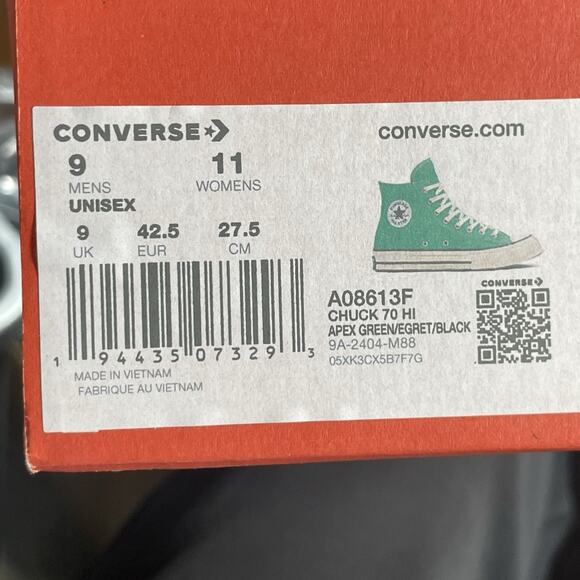 CONVERSE
converse.com
9 11
MENS WOMENS
UNISEX
9 42.5 27.5
UK EUR CM
1 94435 07329 3
MADE IN VIETNAM
FABRIQUE AU VIETNAM
A08613F
CHUCK 70 HI
APEX GREEN/EGRET/BLACK
9A-2404-M88
05XK3CX5B7F7G
CONVERSE